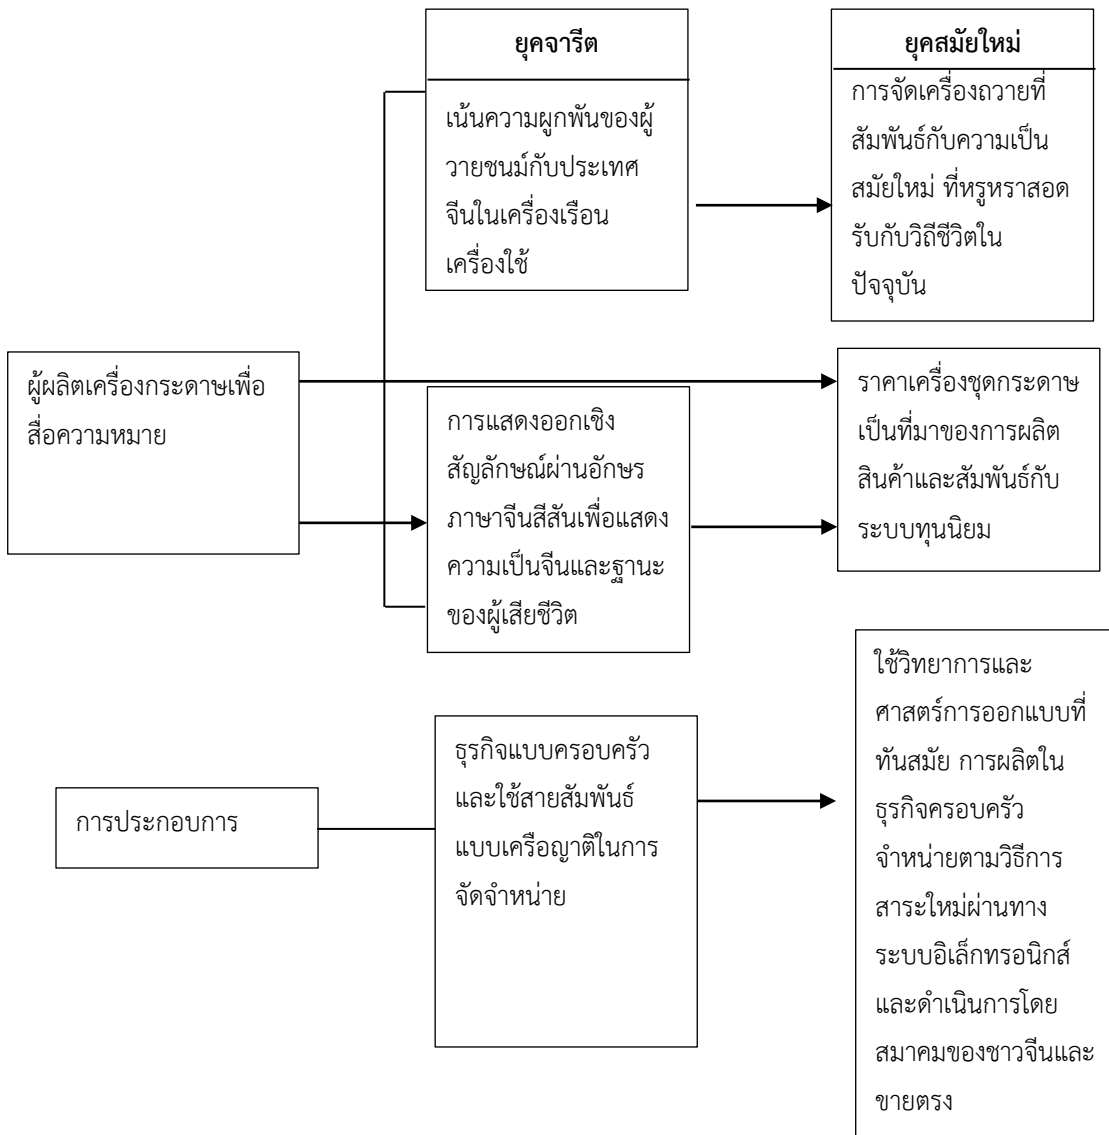 ยุคจารีต
เน้นความผูกพันของผู้
วายชนม์กับประเทศ
จีนในเครื่องเรือน
เครื่องใช้
ยุคสมัยใหม่
การจัดเครื่องถวายที่
สัมพันธ์กับความเป็น
สมัยใหม่ ที่หรูหราสอด
รับกับวิถีชีวิตใน
ปัจจุบัน
ผู้ผลิตเครื่องกระดาษเพื่อ
สื่อความหมาย
การแสดงออกเชิง
สัญลักษณ์ผ่านอักษร
ภาษาจีนสีสันเพื่อแสดง
ความเป็นจีนและฐานะ
ของผู้เสียชีวิต
ราคาเครื่องชุดกระดาษ
เป็นที่มาของการผลิต
สินค้าและสัมพันธ์กับ
ระบบทุนนิยม
การประกอบการ
ธุรกิจแบบครอบครัว
และใช้สายสัมพันธ์
แบบเครือญาติในการ
จัดจำหน่าย
ใช้วิทยาการและ
ศาสตร์การออกแบบที่
ทันสมัย การผลิตใน
ธุรกิจครอบครัว
จำหน่ายตามวิธีการ
สาระใหม่ผ่านทาง
ระบบอิเล็กทรอนิกส์
และดำเนินการโดย
สมาคมของชาวจีนและ
ขายตรง